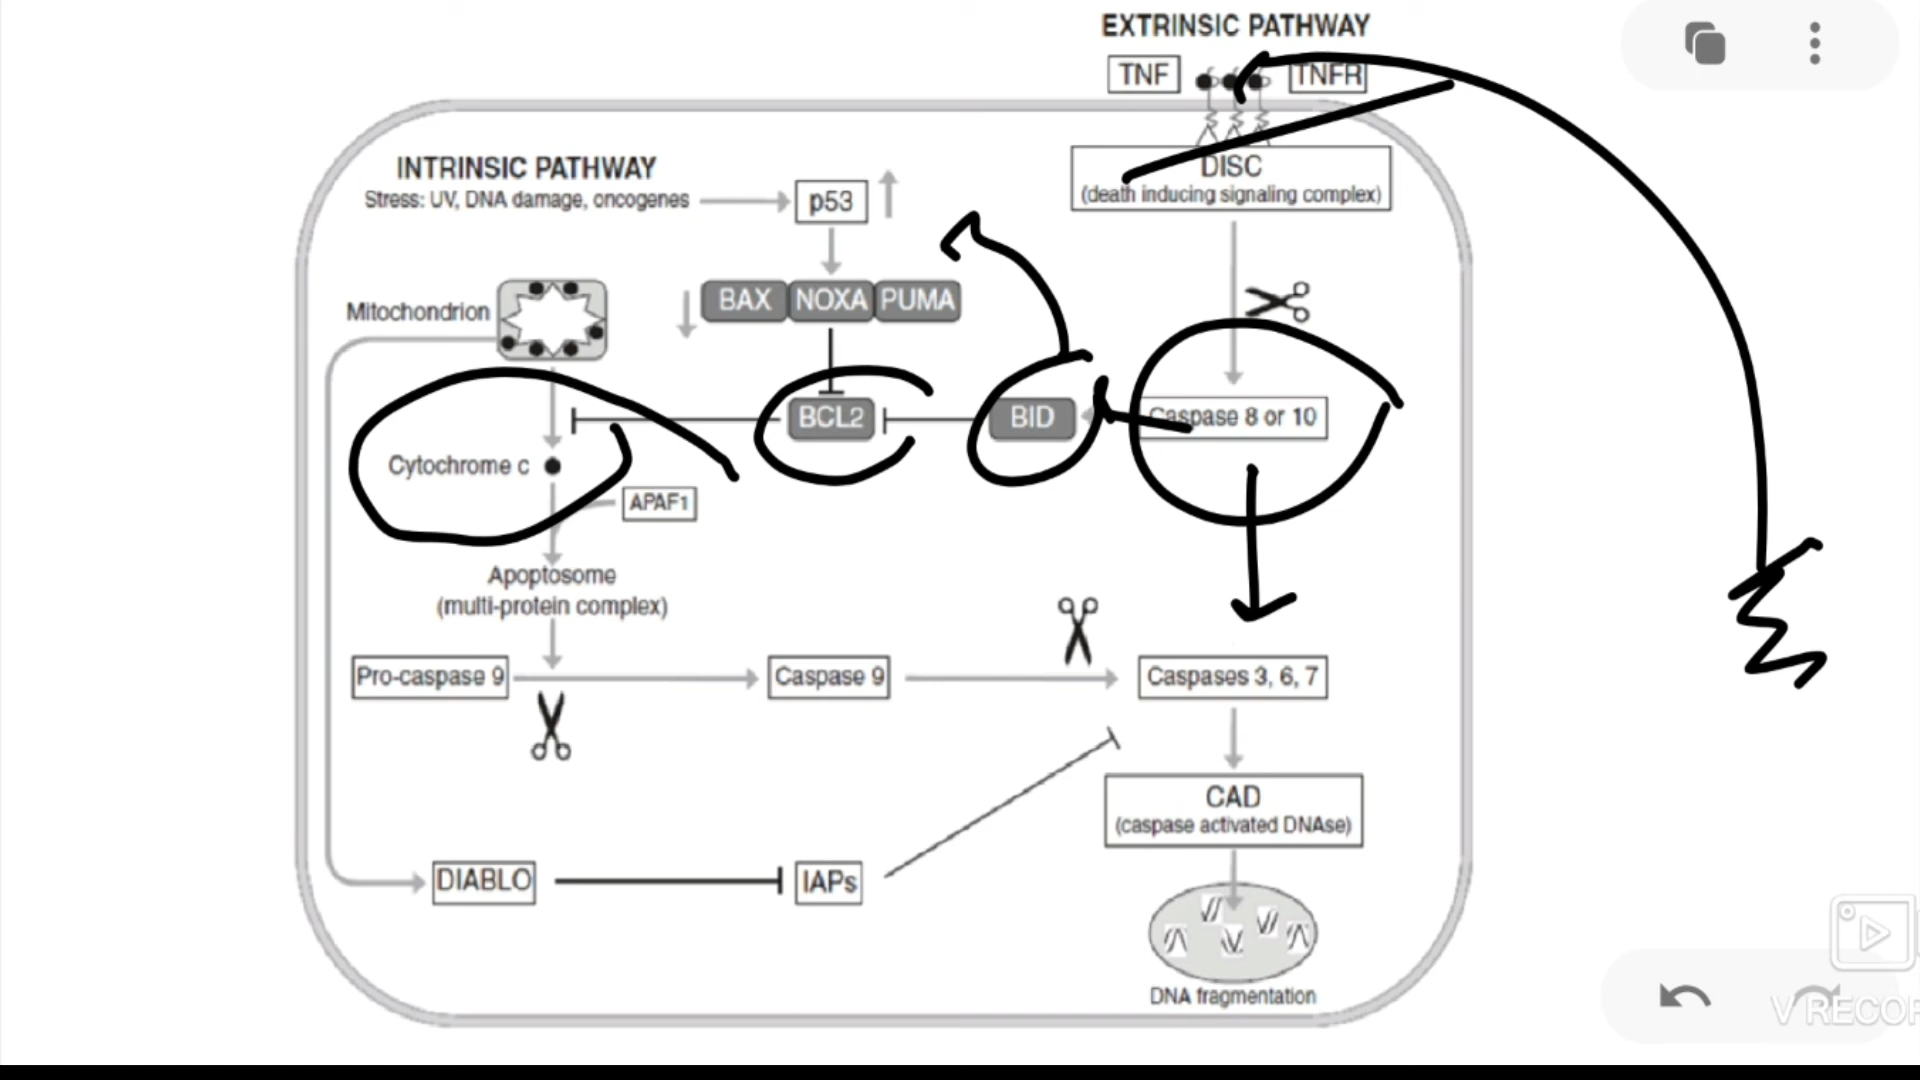 EXTRINSIC PATHWAY
TNF
TNFR
INTRINSIC PATHWAY
Stress: UV, DNA damage, oncogenes
p53
DISC
(death inducing signaling complex)
Mitochondrion
BAX
NOXA
PUMA
BCL2
BID
Caspase 8 or 10
Cytochrome c
APAF1
Apoptosome
(multi-protein complex)
Pro-caspase 9
Caspase 9
Caspases 3, 6, 7
CAD
(caspase activated DNAse)
DIABLO
IAPs
DNA fragmentation
V RECOR